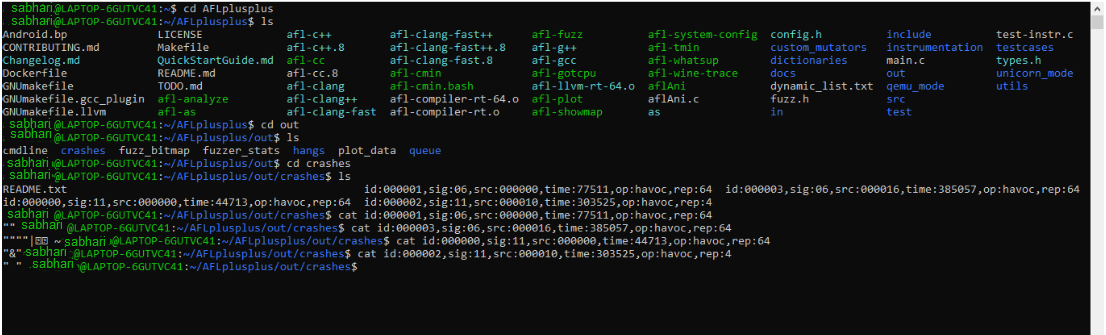 sabhari@LAPTOP-6GUTVC41:~$ cd AFLplusplus
sabhari@LAPTOP-6GUTVC41:~/AFLplusplus$ ls
Android.bp LICENSE afl-c++ afl-clang-fast++ afl-fuzz afl-system-config config.h include test-instr.c
CONTRIBUTING.md Makefile afl-c++.8 afl-clang-fast++.8 afl-g++ afl-tmin custom_mutators instrumentation testcases
Changelog.md QuickStartGuide.md afl-cc afl-clang-fast.8 afl-gcc afl-whatsup dictionaries main.c types.h
Dockerfile README.md afl-cc.8 afl-cmin afl-gotcpu afl-wine-trace docs out unicorn_mode
GNUmakefile TODO.md afl-clang afl-cmin.bash afl-llvm-rt-64.o aflAni dynamic_list.txt qemu_mode utils
GNUmakefile.gcc_plugin afl-analyze afl-clang++ afl-compiler-rt-64.o afl-plot aflAni.c fuzz.h src
GNUmakefile.llvm afl-as afl-clang-fast afl-compiler-rt.o afl-showmap as in test
sabhari@LAPTOP-6GUTVC41:~/AFLplusplus$ cd out
sabhari@LAPTOP-6GUTVC41:~/AFLplusplus/out$ ls
cmdline crashes fuzz_bitmap fuzzer_stats hangs plot_data queue
sabhari@LAPTOP-6GUTVC41:~/AFLplusplus/out$ cd crashes
sabhari@LAPTOP-6GUTVC41:~/AFLplusplus/out/crashes$ ls
README.txt id:000001,sig:06,src:000000,time:77511,op:havoc,rep:64 id:000003,sig:06,src:000016,time:385057,op:havoc,rep:64
id:000000,sig:11,src:000000,time:44713,op:havoc,rep:64 id:000002,sig:11,src:000010,time:303525,op:havoc,rep:4
sabhari@LAPTOP-6GUTVC41:~/AFLplusplus/out/crashes$ cat id:000001,sig:06,src:000000,time:77511,op:havoc,rep:64
"" sabhari@LAPTOP-6GUTVC41:~/AFLplusplus/out/crashes$ cat id:000003,sig:06,src:000016,time:385057,op:havoc,rep:64
""""| ~sabhari@LAPTOP-6GUTVC41:~/AFLplusplus/out/crashes$ cat id:000000,sig:11,src:000000,time:44713,op:havoc,rep:64
"&"sabhari@LAPTOP-6GUTVC41:~/AFLplusplus/out/crashes$ cat id:000002,sig:11,src:000010,time:303525,op:havoc,rep:4
" " sabhari@LAPTOP-6GUTVC41:~/AFLplusplus/out/crashes$